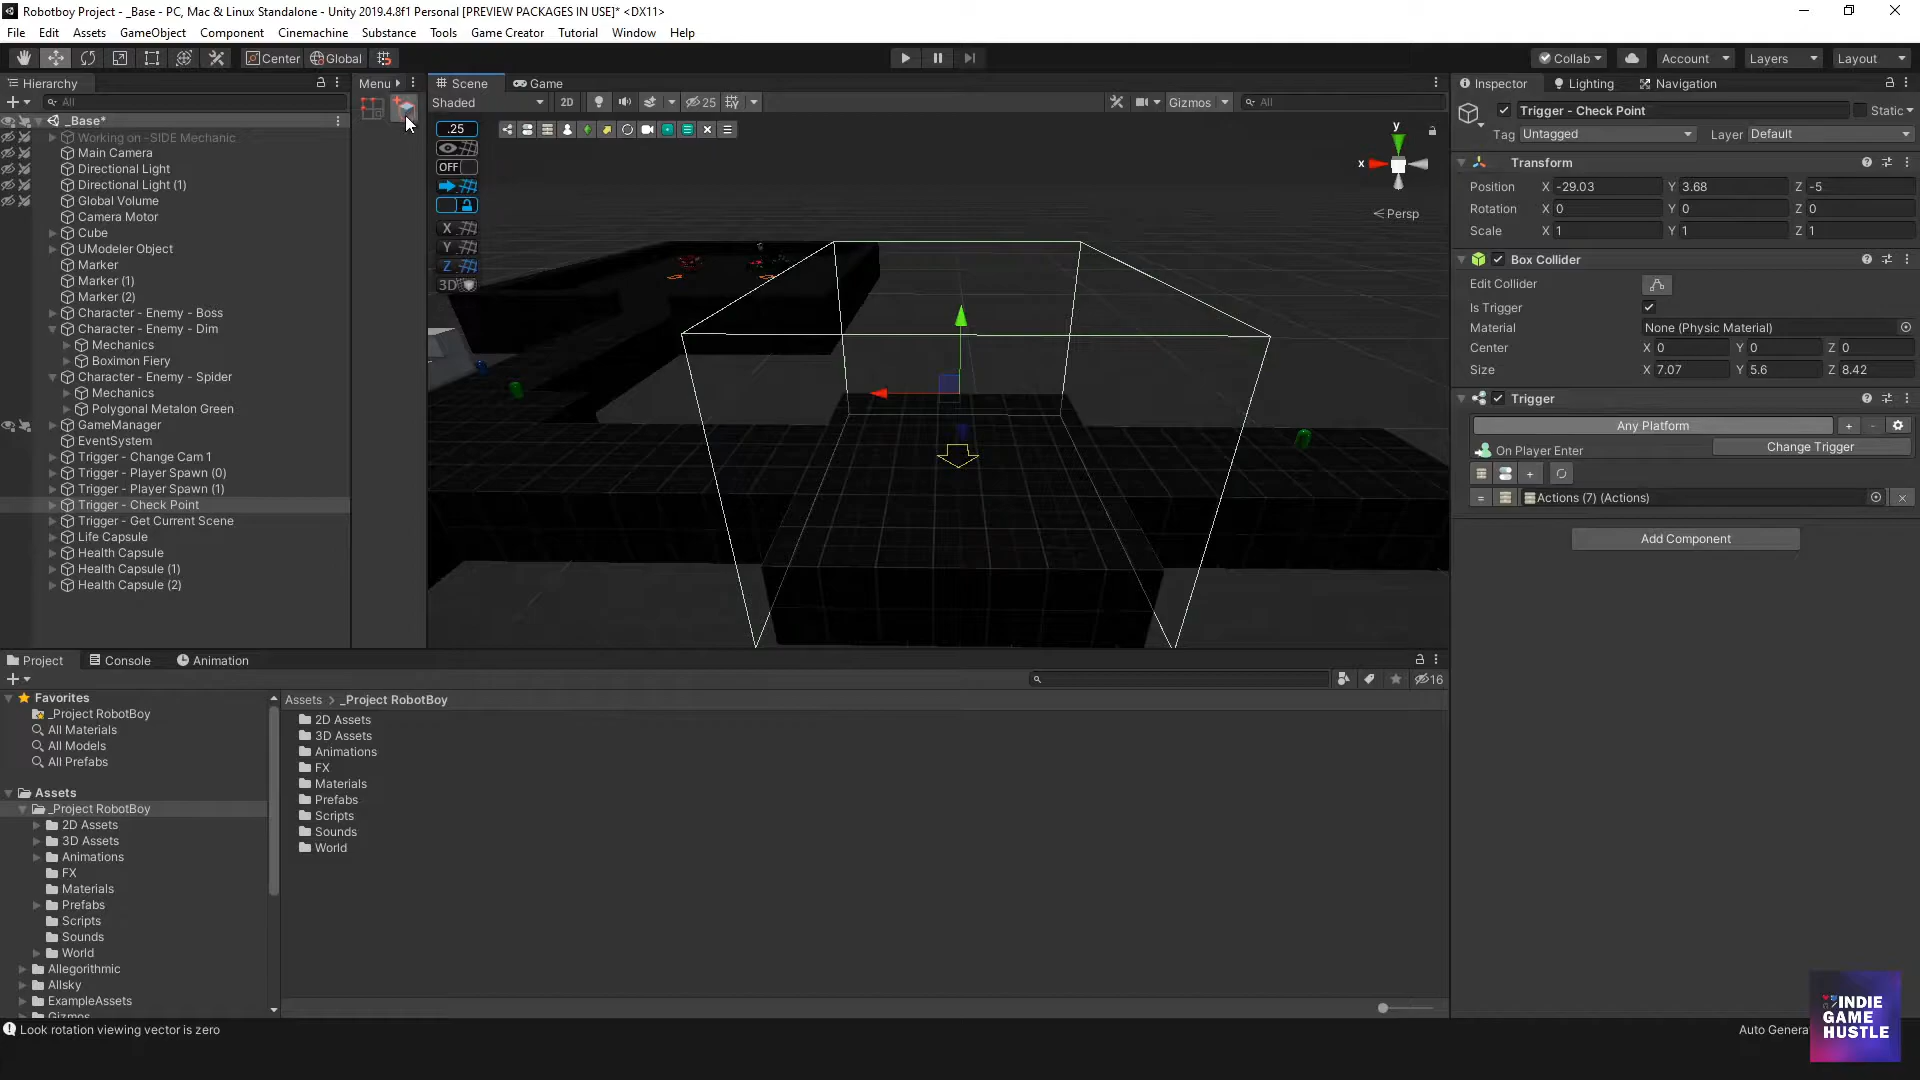 Robotboy Project - _Base - PC, Mac & Linux Standalone - Unity 2019.4.8f1 Personal [PREVIEW PACKAGES IN USE]* <DX11>
File Edit Assets GameObject Component Cinemachine Substance Tools Game Creator Tutorial Window Help
Center Global Collab Account Layers Layout
Hierarchy
All
_Base*
Working on -SIDE Mechanic
Main Camera
Directional Light
Directional Light (1)
Global Volume
Camera Motor
Cube
UModeler Object
Marker
Marker (1)
Marker (2)
Character - Enemy - Boss
Character - Enemy - Dim
Mechanics
Boximon Fiery
Character - Enemy - Spider
Mechanics
Polygonal Metalon Green
GameManager
EventSystem
Trigger - Change Cam 1
Trigger - Player Spawn (0)
Trigger - Player Spawn (1)
Trigger - Check Point
Trigger - Get Current Scene
Life Capsule
Health Capsule
Health Capsule (1)
Health Capsule (2)
Menu
Scene Game
Shaded 2D 25 Gizmos All
.25
OFF
X
Y
Z
3D
y
x
Persp
Inspector Lighting Navigation
Trigger - Check Point Static
Tag Untagged Layer Default
Transform
Position X -29.03 Y 3.68 Z -5
Rotation X 0 Y 0 Z 0
Scale X 1 Y 1 Z 1
Box Collider
Edit Collider
Is Trigger
Material None (Physic Material)
Center X 0 Y 0 Z 0
Size X 7.07 Y 5.6 Z 8.42
Trigger
Any Platform + -
On Player Enter Change Trigger
+
= Actions (7) (Actions)
Add Component
Project Console Animation
16
Favorites
_Project RobotBoy
All Materials
All Models
All Prefabs
Assets
_Project RobotBoy
2D Assets
3D Assets
Animations
FX
Materials
Prefabs
Scripts
Sounds
World
Allegorithmic
Allsky
ExampleAssets
Gizmos
Assets > _Project RobotBoy
2D Assets
3D Assets
Animations
FX
Materials
Prefabs
Scripts
Sounds
World
Look rotation viewing vector is zero
Auto Genera
INDIE
GAME
HUSTLE